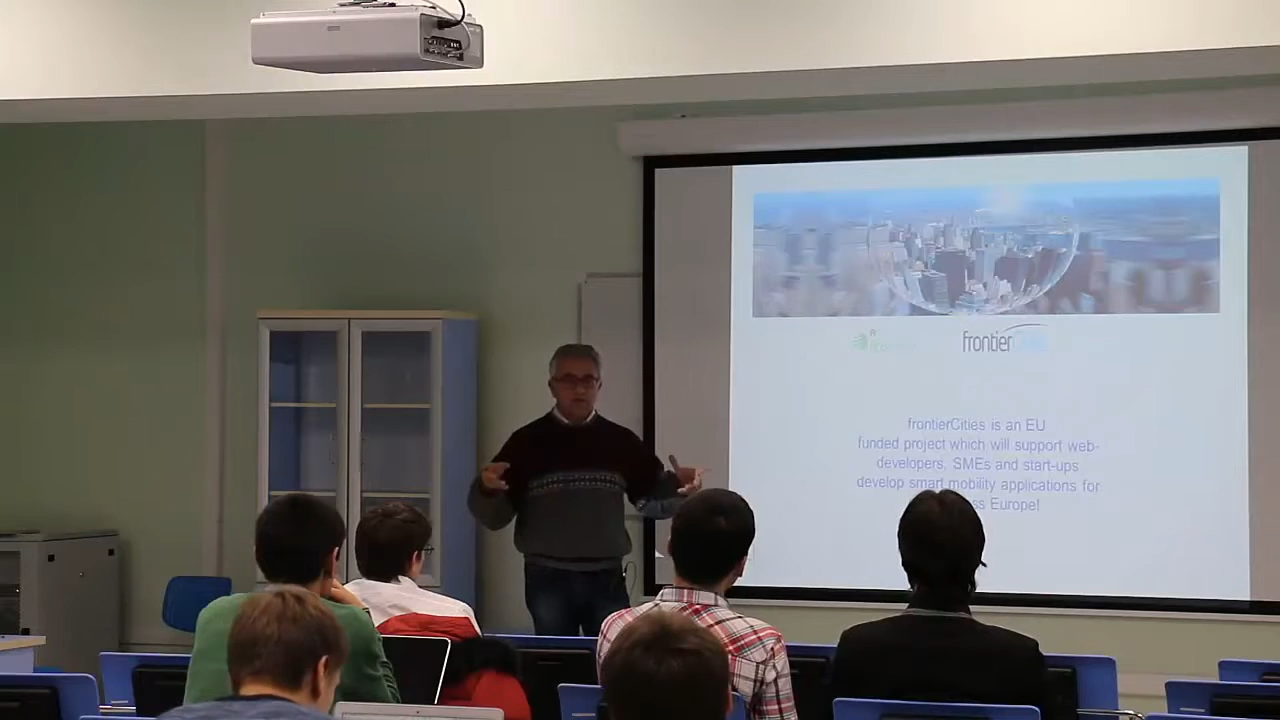 frontier
frontierCities is an EU
funded project which will support web-
developers, SMEs and start-ups
develop smart mobility applications for
ss Europe!